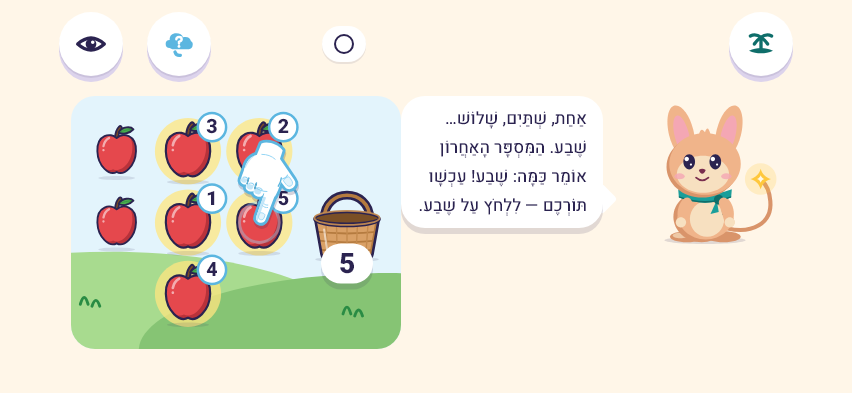 אַחַת, שְׁתַּיִם, שָׁלוֹשׁ...
שֶׁבַע. הַמִּסְפָּר הָאַחֲרוֹן
אוֹמֵר כַּמָּה: שֶׁבַע! עַכְשָׁו
תּוֹרְכֶם – לִלְחֹץ עַל שֶׁבַע.
3
2
1
5
4
5
?